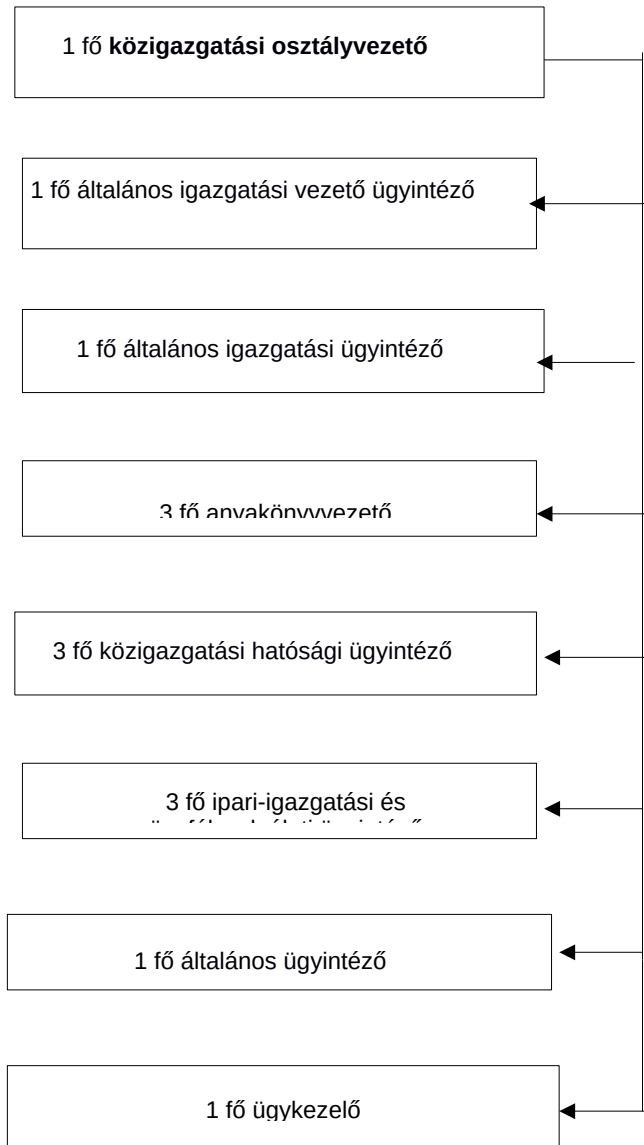 1 fő közigazgatási osztályvezető
1 fő általános igazgatási vezető ügyintéző
1 fő általános igazgatási ügyintéző
3 fő anyakönyvvezető
3 fő közigazgatási hatósági ügyintéző
3 fő ipari-igazgatási és
1 fő általános ügyintéző
1 fő ügykezelő